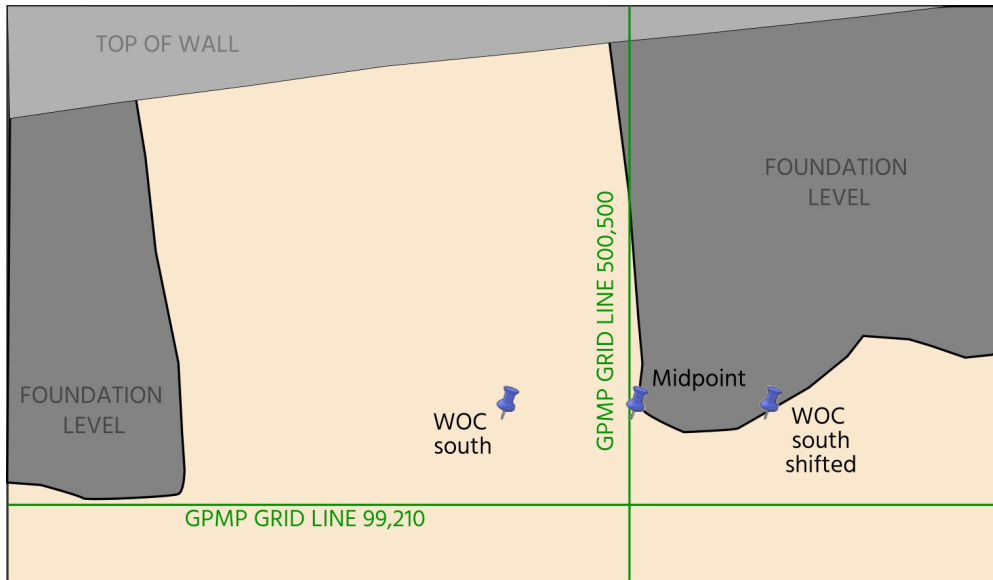 TOP OF WALL
FOUNDATION
LEVEL
GPMP GRID LINE 500,500
Midpoint
FOUNDATION
LEVEL
WOC
south
WOC
south
shifted
GPMP GRID LINE 99,210